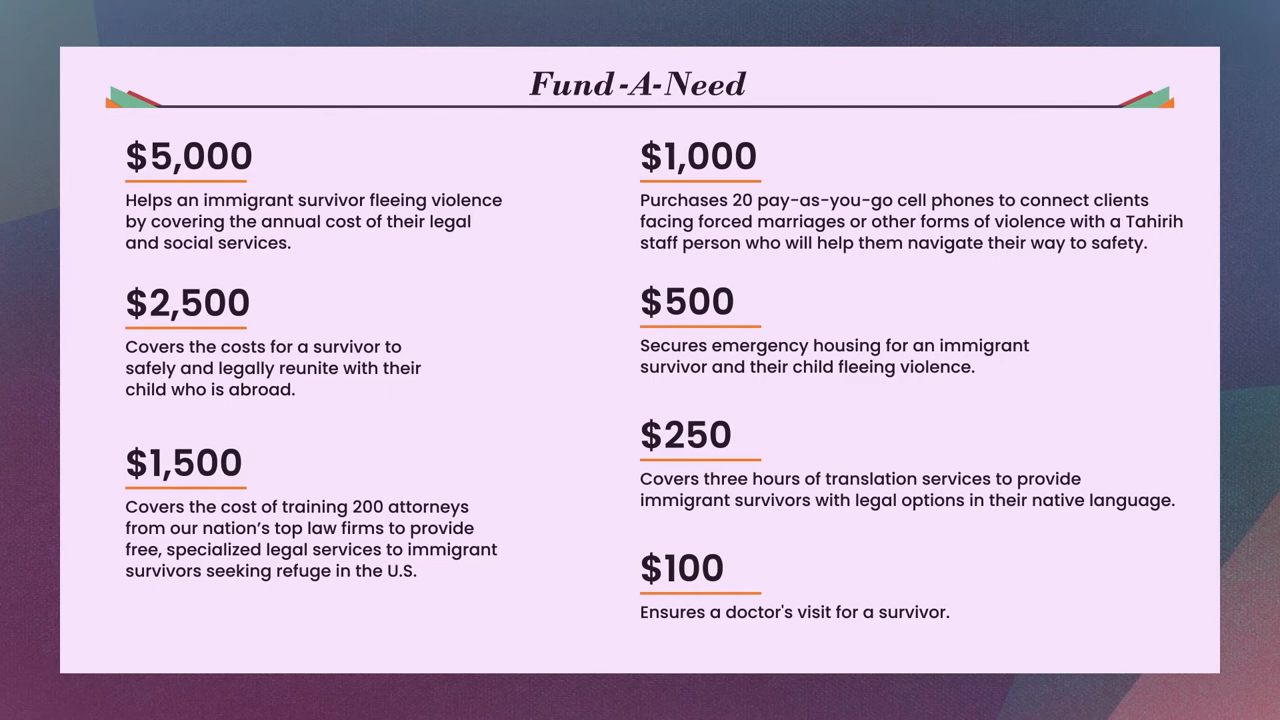 Fund-A-Need
$5,000
Helps an immigrant survivor fleeing violence
by covering the annual cost of their legal
and social services.
$2,500
Covers the costs for a survivor to
safely and legally reunite with their
child who is abroad.
$1,500
Covers the cost of training 200 attorneys
from our nation’s top law firms to provide
free, specialized legal services to immigrant
survivors seeking refuge in the U.S.
$1,000
Purchases 20 pay-as-you-go cell phones to connect clients
facing forced marriages or other forms of violence with a Tahirih
staff person who will help them navigate their way to safety.
$500
Secures emergency housing for an immigrant
survivor and their child fleeing violence.
$250
Covers three hours of translation services to provide
immigrant survivors with legal options in their native language.
$100
Ensures a doctor's visit for a survivor.